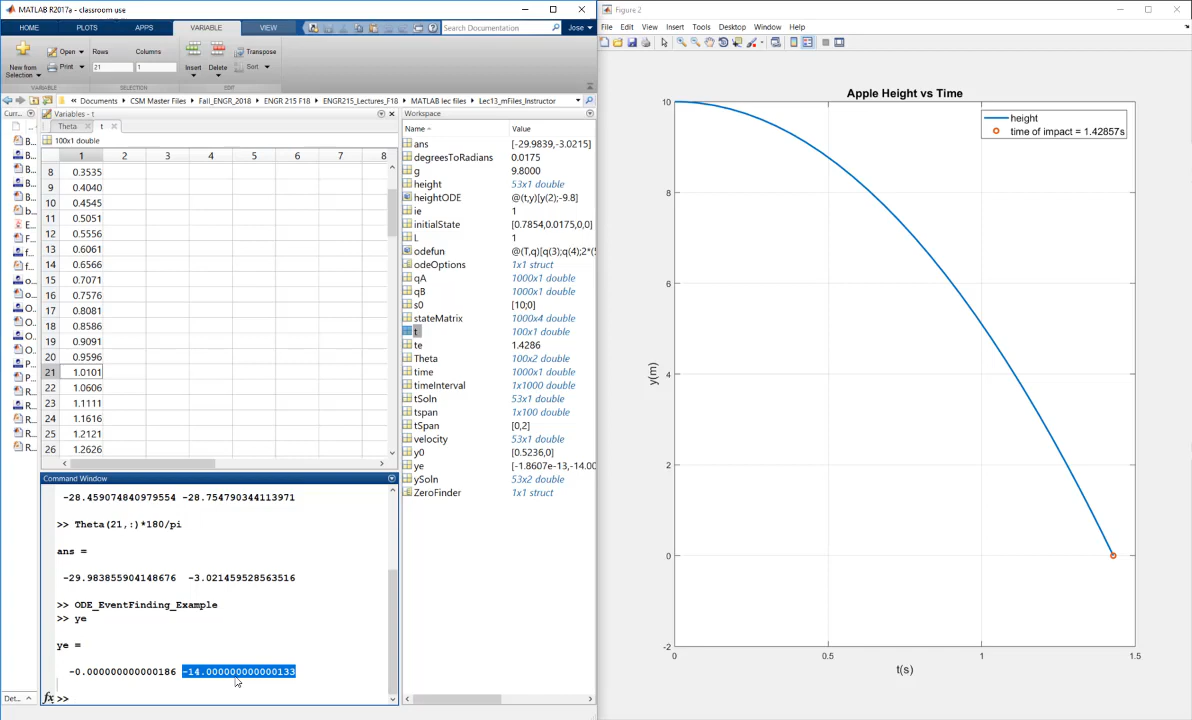 MATLAB R2017a - classroom use
HOME PLOTS APPS VARIABLE VIEW Search Documentation Jose
New from Selection Open Print Rows Columns Insert Delete Transpose Sort
21 1
VARIABLE SELECTION EDIT
« Documents CSM Master Files Fall_ENGR_2018 ENGR 215 F18 ENGR215_Lectures_F18 MATLAB lec files Lec13_mFiles_Instructor
Curr...
Variables - t
Theta t
100x1 double
1 2 3 4 5 6 7 8
8 0.3535
9 0.4040
10 0.4545
11 0.5051
12 0.5556
13 0.6061
14 0.6566
15 0.7071
16 0.7576
17 0.8081
18 0.8586
19 0.9091
20 0.9596
21 1.0101
22 1.0606
23 1.1111
24 1.1616
25 1.2121
26 1.2626
B...
B...
B...
B...
B...
b...
E...
F...
f...
f...
o...
o...
O...
O...
O...
O...
P...
P...
R...
R...
R...
R...
Det...
Workspace
Name Value
ans [-29.9839,-3.0215]
degreesToRadians 0.0175
g 9.8000
height 53x1 double
heightODE @(t,y)[y(2);-9.8]
ie 1
initialState [0.7854,0.0175,0,0]
L 1
odefun @(T,q)[q(3);q(4);2*(
odeOptions 1x1 struct
qA 1000x1 double
qB 1000x1 double
s0 [10;0]
stateMatrix 1000x4 double
t 100x1 double
te 1.4286
Theta 100x2 double
time 1000x1 double
timeInterval 1x1000 double
tSoln 53x1 double
tspan 1x100 double
tSpan [0,2]
velocity 53x1 double
y0 [0.5236,0]
ye [-1.8607e-13,-14.00
ySoln 53x2 double
ZeroFinder 1x1 struct
Command Window
-28.459074840979554 -28.754790344113971
>> Theta(21,:)*180/pi
ans =
-29.983855904148676 -3.021459528563516
>> ODE_EventFinding_Example
>> ye
ye =
-0.000000000000186 -14.000000000000133
fx >>
Figure 2
File Edit View Insert Tools Desktop Window Help
Apple Height vs Time
height
time of impact = 1.42857s
10
8
6
4
2
0
-2
y(m)
0 0.5 1 1.5
t(s)